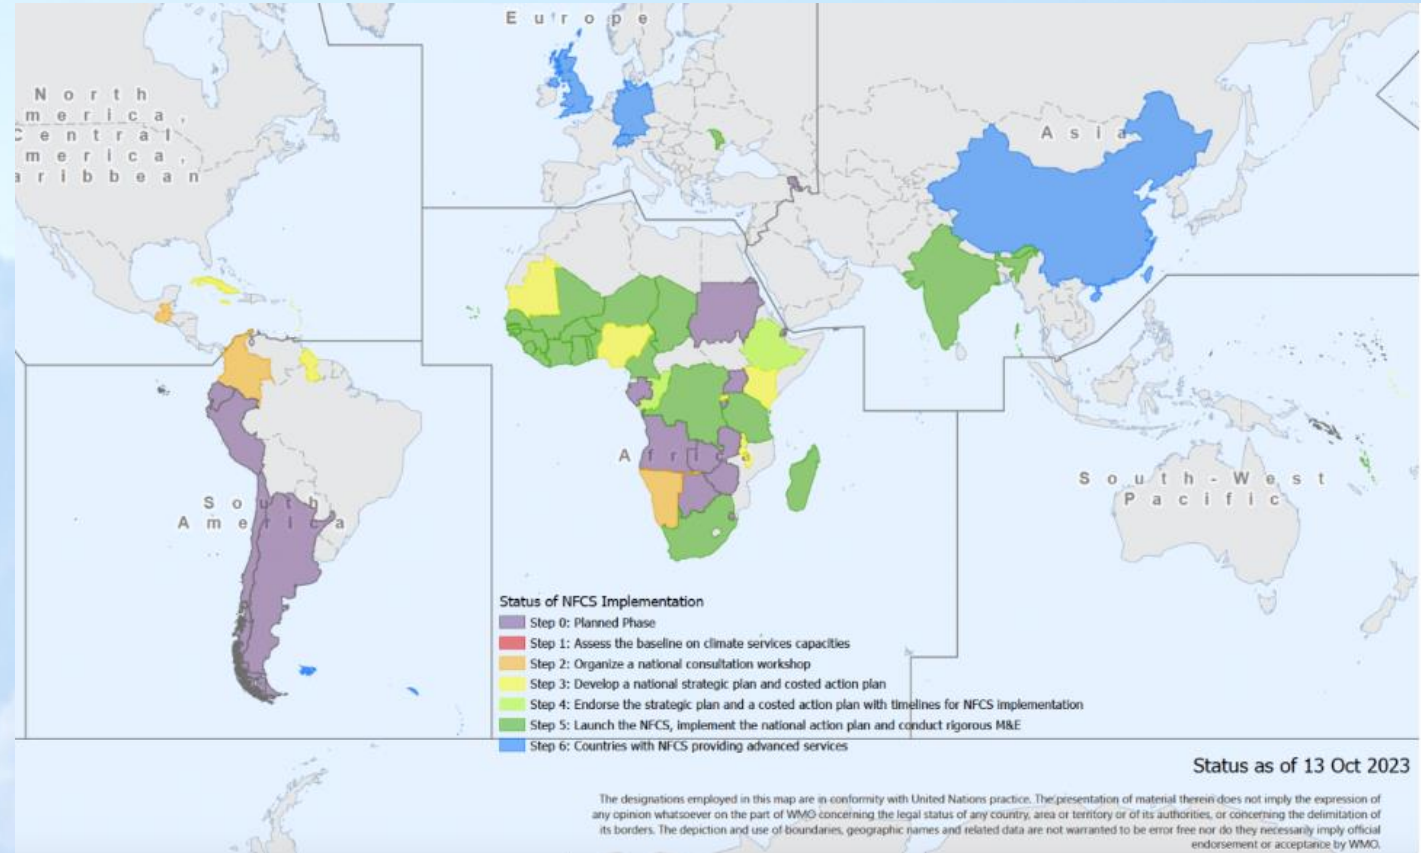 Europe
North
merica,
Central
merica,
aribbean
Asia
Africa
South
America
South-West
Pacific
Status of NFCS Implementation
Step 0: Planned Phase
Step 1: Assess the baseline on climate services capacities
Step 2: Organize a national consultation workshop
Step 3: Develop a national strategic plan and costed action plan
Step 4: Endorse the strategic plan and a costed action plan with timelines for NFCS implementation
Step 5: Launch the NFCS, implement the national action plan and conduct rigorous M&E
Step 6: Countries with NFCS providing advanced services
Status as of 13 Oct 2023
The designations employed in this map are in conformity with United Nations practice. The presentation of material therein does not imply the expression of
any opinion whatsoever on the part of WMO concerning the legal status of any country, area or territory or of its authorities, or concerning the delimitation of
its borders. The depiction and use of boundaries, geographic names and related data are not warranted to be error free nor do they necessarily imply official
endorsement or acceptance by WMO.